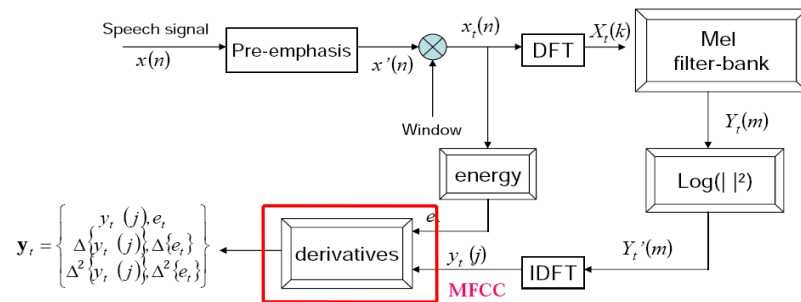 Speech signal
x(n)
Pre-emphasis
x'(n)
Window
x_t(n)
DFT
X_t(k)
Mel
filter-bank
Y_t(m)
Log(| |²)
Y_t'(m)
IDFT
y_t (j)
MFCC
energy
e_t
derivatives
y_t = { y_t (j), e_t
Δ{y_t (j)}, Δ{e_t}
Δ²{y_t (j)}, Δ²{e_t} }